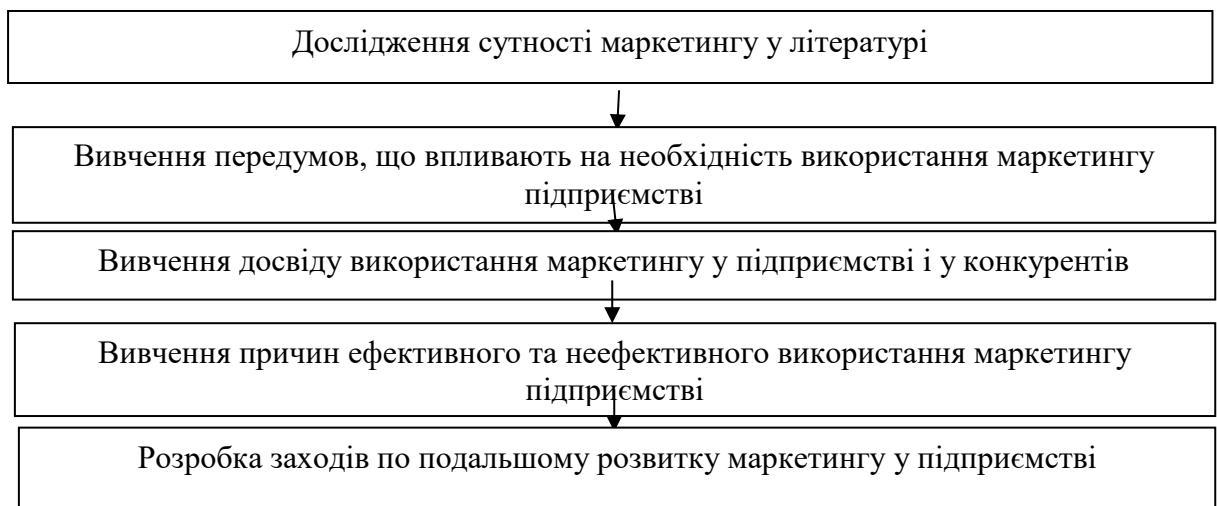 Дослідження сутності маркетингу у літературі
Вивчення передумов, що впливають на необхідність використання маркетингу
підприємстві
Вивчення досвіду використання маркетингу у підприємстві і у конкурентів
Вивчення причин ефективного та неефективного використання маркетингу
підприємстві
Розробка заходів по подальшому розвитку маркетингу у підприємстві